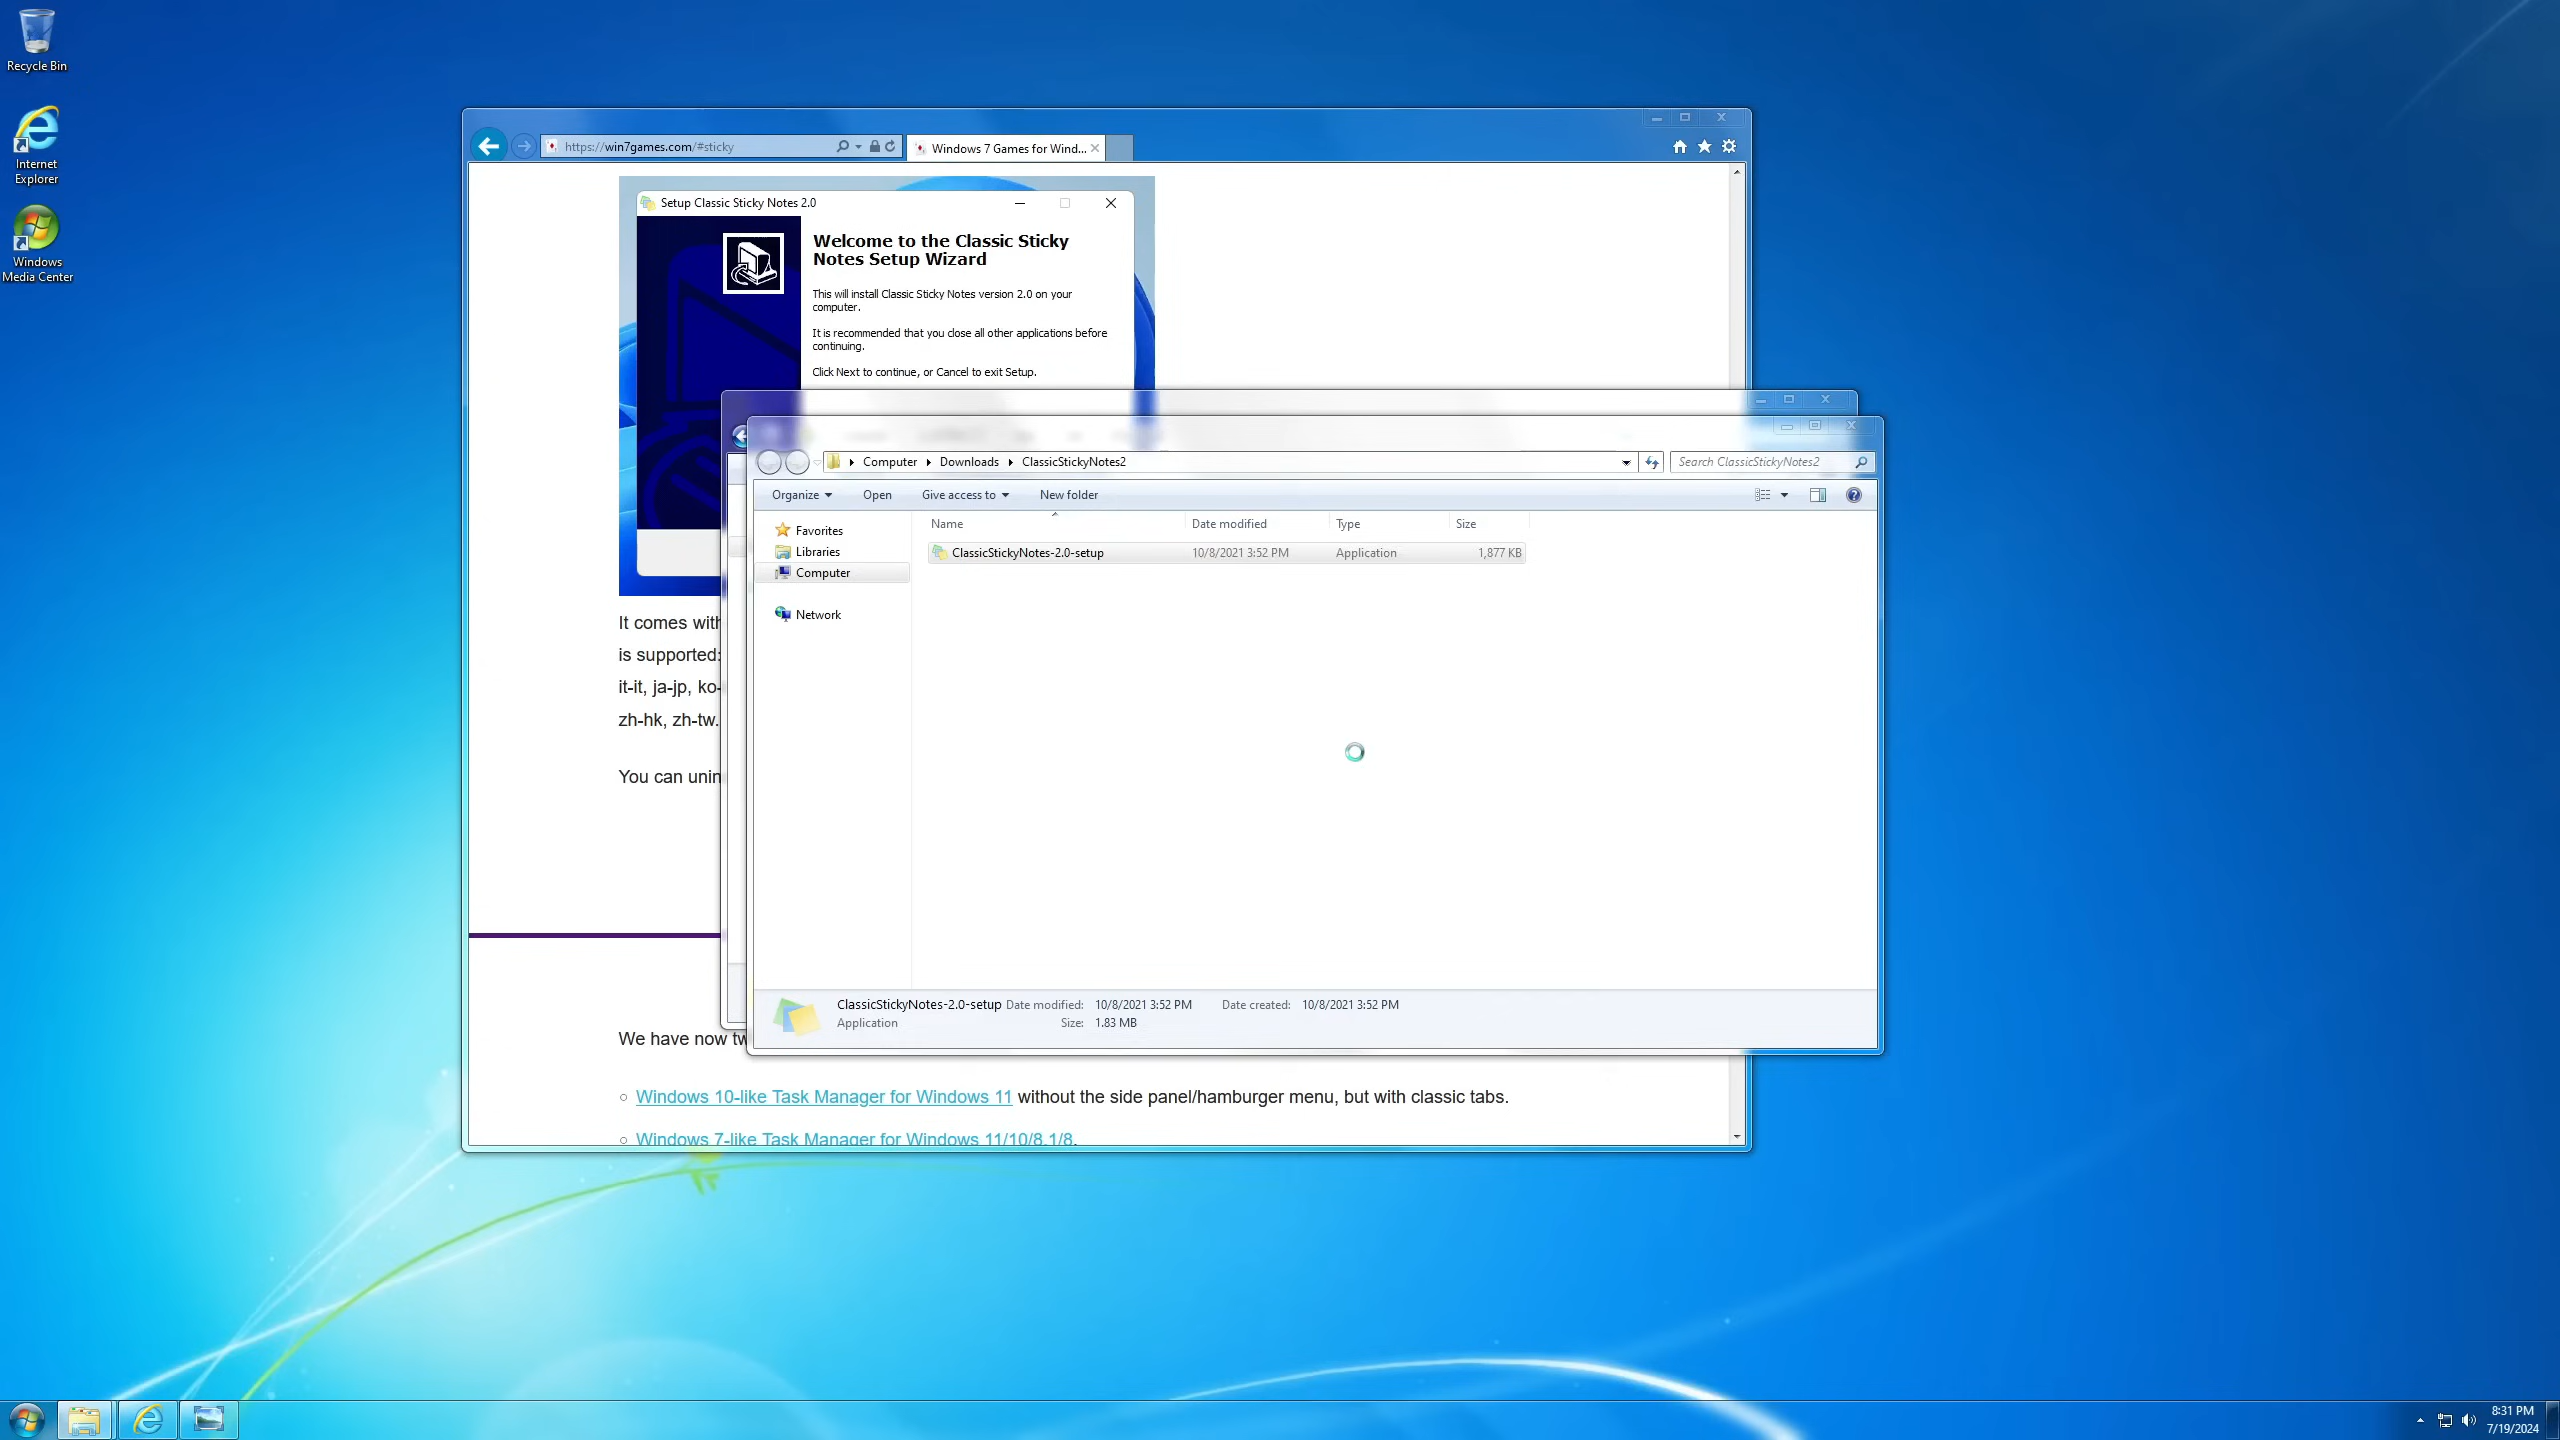 Recycle Bin
Internet
Explorer
Windows
Media Center
https://win7games.com/#sticky
Windows 7 Games for Wind...
Setup Classic Sticky Notes 2.0
Welcome to the Classic Sticky
Notes Setup Wizard
This will install Classic Sticky Notes version 2.0 on your
computer.
It is recommended that you close all other applications before
continuing.
Click Next to continue, or Cancel to exit Setup.
Computer
Downloads
ClassicStickyNotes2
Search ClassicStickyNotes2
Organize
Open
Give access to
New folder
Favorites
Libraries
Computer
Network
Name
Date modified
Type
Size
ClassicStickyNotes-2.0-setup
10/8/2021 3:52 PM
Application
1,877 KB
It comes with
is supported:
it-it, ja-jp, ko-
zh-hk, zh-tw.
You can unin
ClassicStickyNotes-2.0-setup Date modified: 10/8/2021 3:52 PM Date created: 10/8/2021 3:52 PM
Application Size: 1.83 MB
We have now tw
Windows 10-like Task Manager for Windows 11 without the side panel/hamburger menu, but with classic tabs.
Windows 7-like Task Manager for Windows 11/10/8.1/8.
8:31 PM
7/19/2024